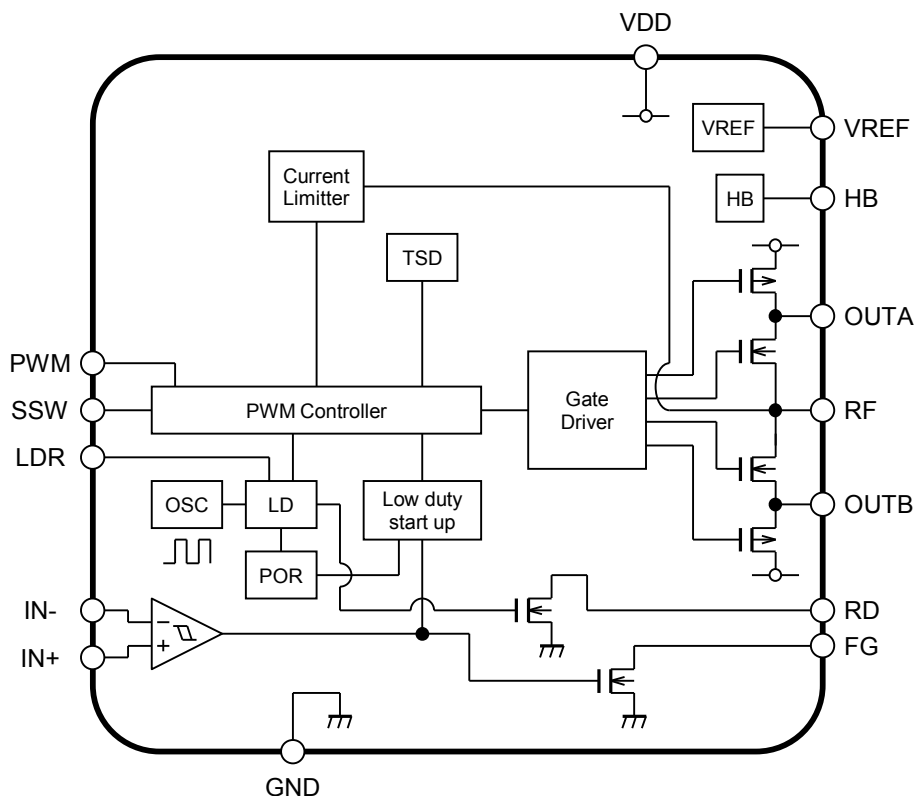 VDD
VREF
VREF
Current
Limitter
HB
HB
TSD
OUTA
PWM
Gate
Driver
SSW
PWM Controller
RF
LDR
OSC
LD
Low duty
start up
OUTB
POR
IN-
RD
IN+
FG
GND